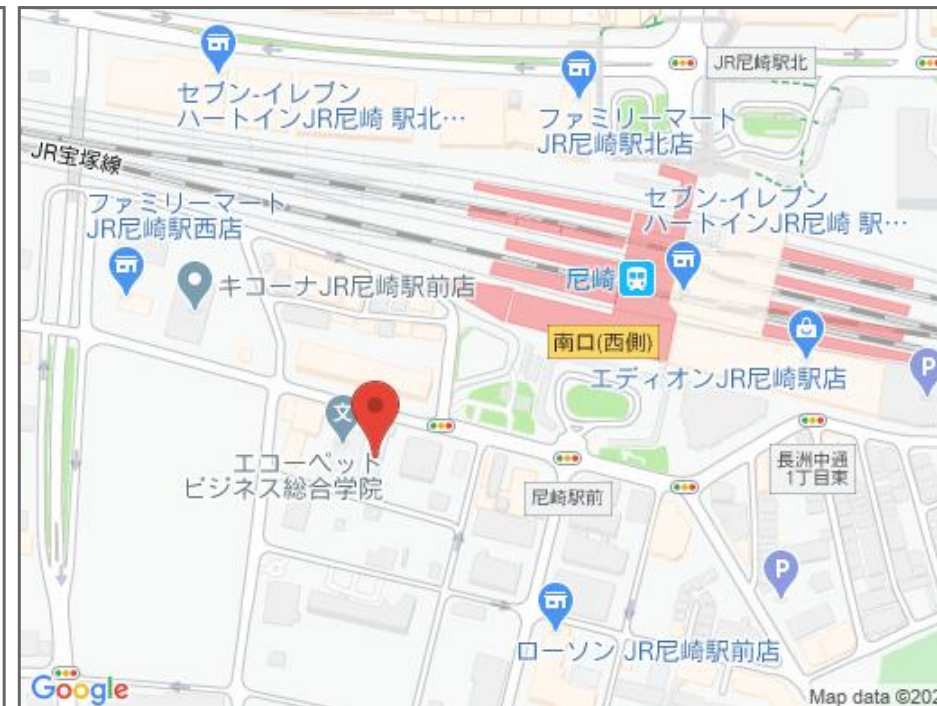 JR尼崎駅北
セブン-イレブン
ハートインJR尼崎 駅北…
ファミリーマート
JR尼崎駅北店
JR宝塚線
ファミリーマート
JR尼崎駅西店
セブン-イレブン
ハートインJR尼崎 駅…
キコーナJR尼崎駅前店
尼崎
南口(西側)
エディオンJR尼崎駅店
P
文
エコーペット
ビジネス総合学院
長洲中通
1丁目東
尼崎駅前
P
ローソン JR尼崎駅前店
Google
Map data ©202